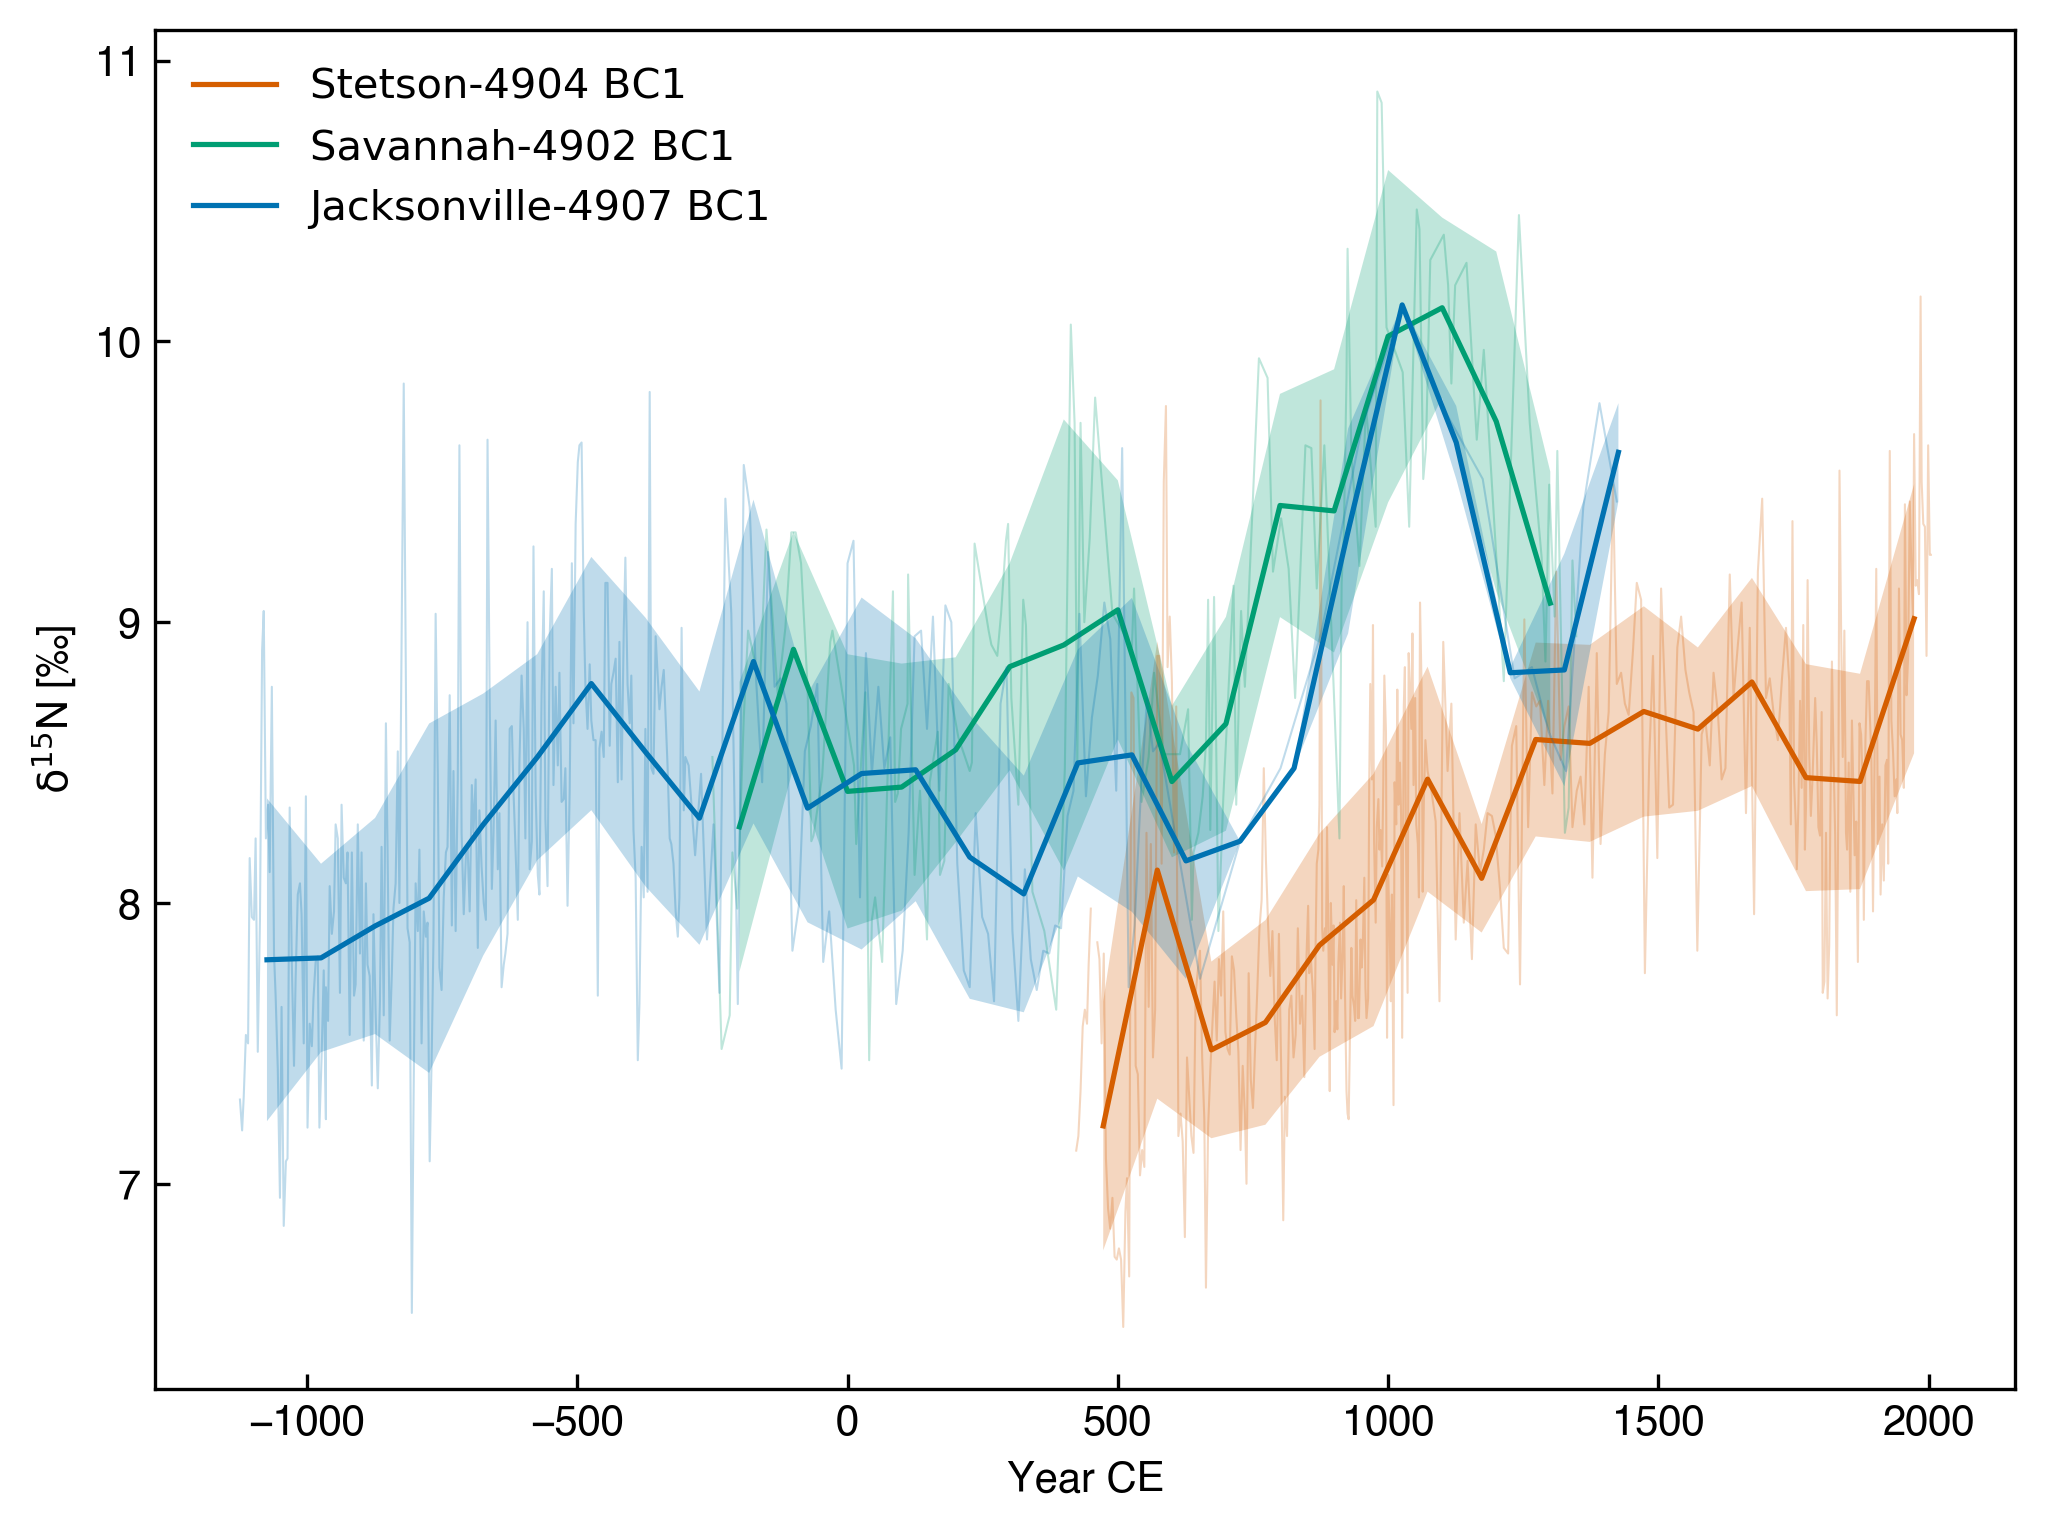 11
10
9
8
7
δ¹⁵N [‰]
Stetson-4904 BC1
Savannah-4902 BC1
Jacksonville-4907 BC1
−1000 −500 0 500 1000 1500 2000
Year CE